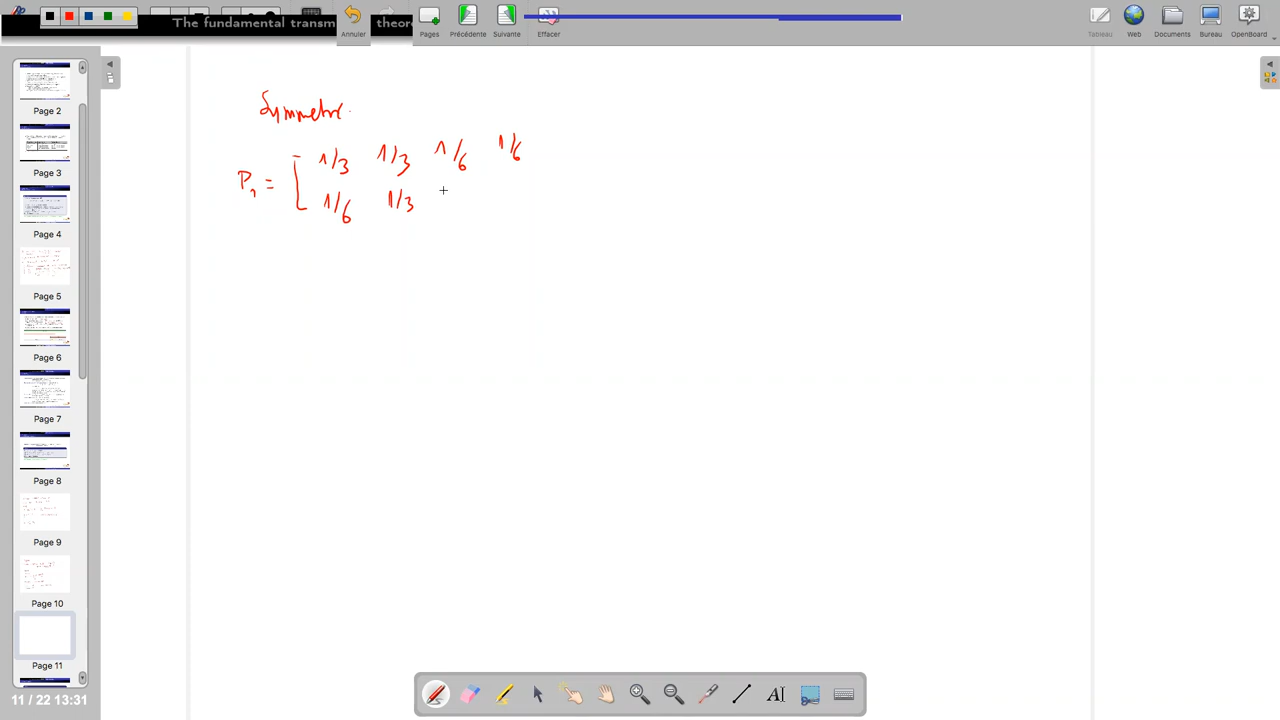 The fundamental transm theore
Annuler
Pages
Précédente
Suivante
Effacer
Tableau
Web
Documents
Bureau
OpenBoard
Symmetric.
P1 = [ 1/3 1/3 1/6 1/6
1/6 1/3
Page 2
Page 3
Page 4
Page 5
Page 6
Page 7
Page 8
Page 9
Page 10
Page 11
11 / 22 13:31